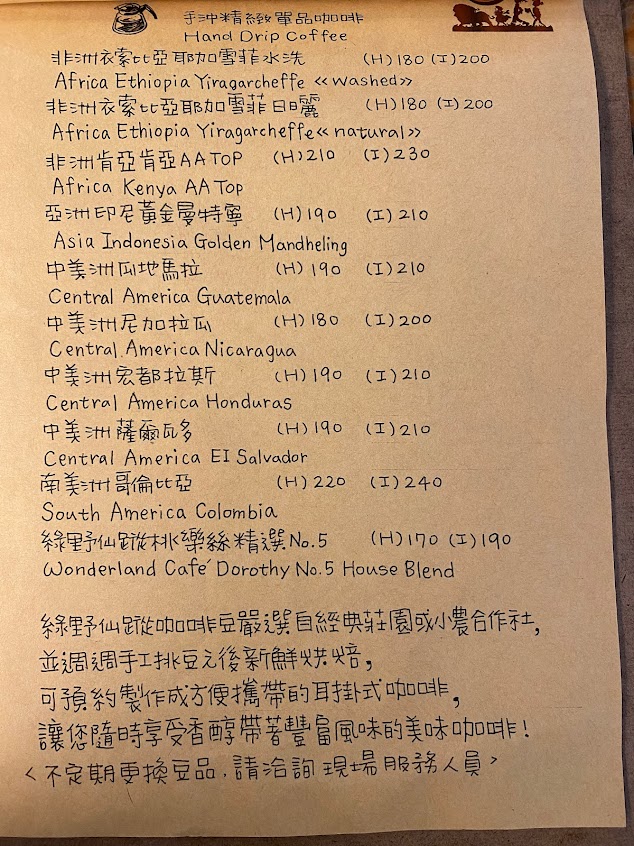 手沖精緻單品咖啡
Hand Drip Coffee
非洲衣索比亞耶加雪菲水洗 (H)180 (I)200
Africa Ethiopia Yiragarcheffe《washed》
非洲衣索比亞耶加雪菲日曬 (H)180 (I)200
Africa Ethiopia Yiragarcheffe《natural》
非洲肯亞肯亞AATOP (H)210 (I)230
Africa Kenya AATop
亞洲印尼黃金曼特寧 (H)190 (I)210
Asia Indonesia Golden Mandheling
中美洲瓜地馬拉 (H)190 (I)210
Central America Guatemala
中美洲尼加拉瓜 (H)180 (I)200
Central America Nicaragua
中美洲宏都拉斯 (H)190 (I)210
Central America Honduras
中美洲薩爾瓦多 (H)190 (I)210
Central America El Salvador
南美洲哥倫比亞 (H)220 (I)240
South America Colombia
綠野仙蹤桃樂絲精選No.5 (H)170 (I)190
Wonderland Café Dorothy No.5 House Blend
綠野仙蹤咖啡豆嚴選自經典莊園或小農合作社,
並週週手工挑豆元後新鮮烘焙,
可預約製作成方便攜帶的耳掛式咖啡,
讓您隨時享受香醇帶著豐富風味的美味咖啡!
<不定期更換豆品,請洽詢現場服務人員>